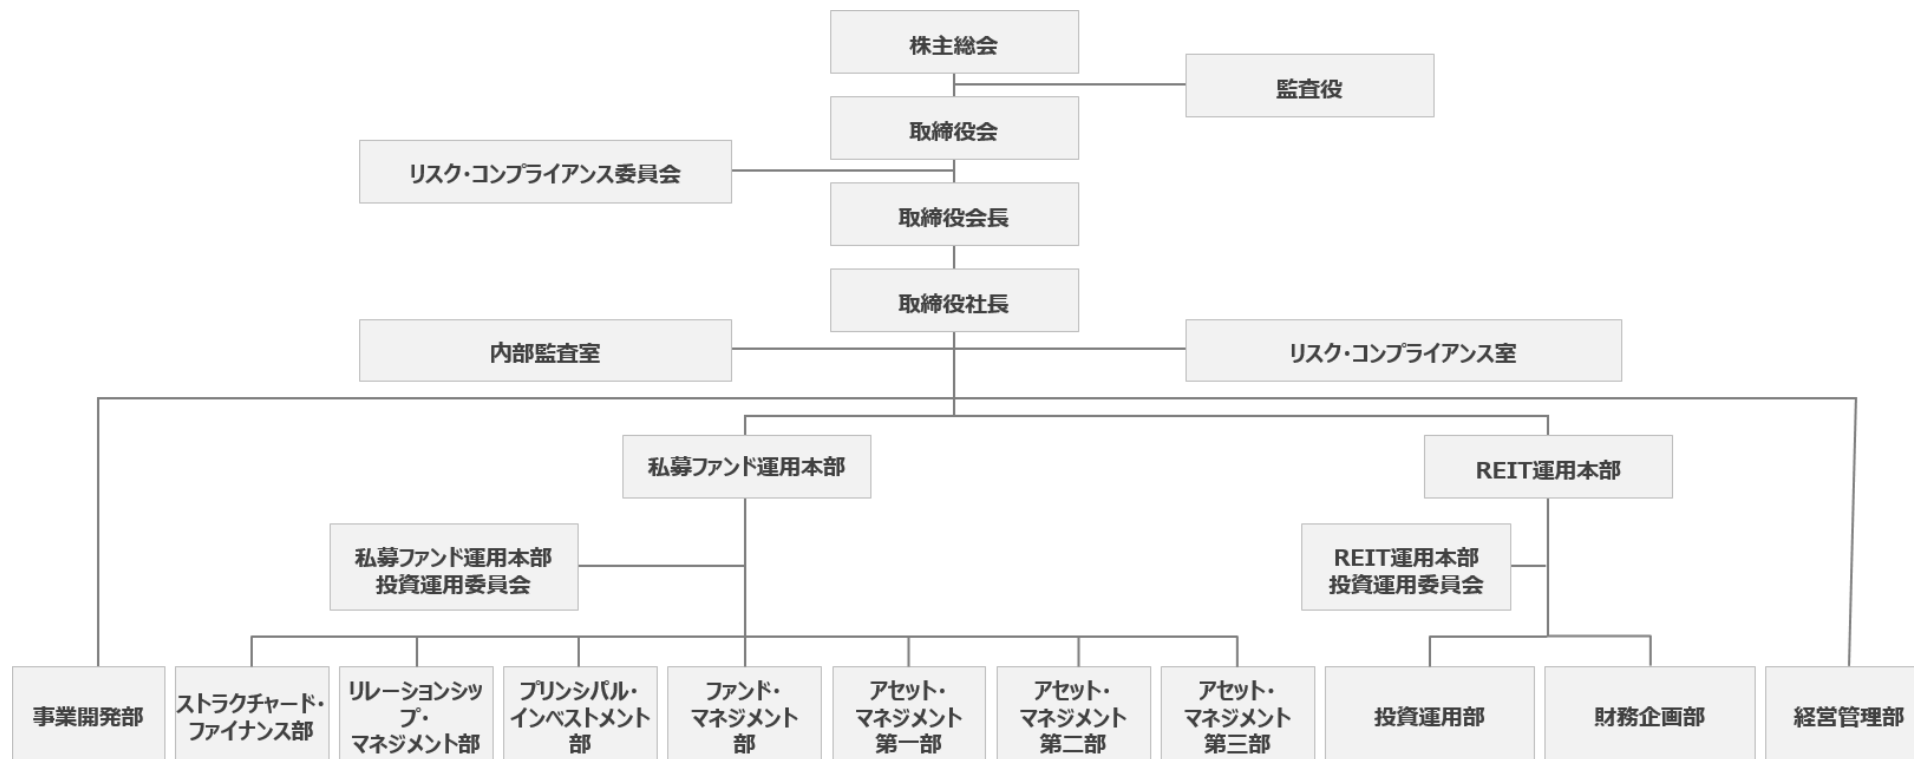 株主総会
監査役
取締役会
リスク・コンプライアンス委員会
取締役会長
取締役社長
内部監査室
リスク・コンプライアンス室
私募ファンド運用本部
REIT運用本部
私募ファンド運用本部
投資運用委員会
REIT運用本部
投資運用委員会
事業開発部
ストラクチャード・
ファイナンス部
リレーションシッ
プ・
マネジメント部
プリンシパル・
インベストメント
部
ファンド・
マネジメント
部
アセット・
マネジメント
第一部
アセット・
マネジメント
第二部
アセット・
マネジメント
第三部
投資運用部
財務企画部
経営管理部